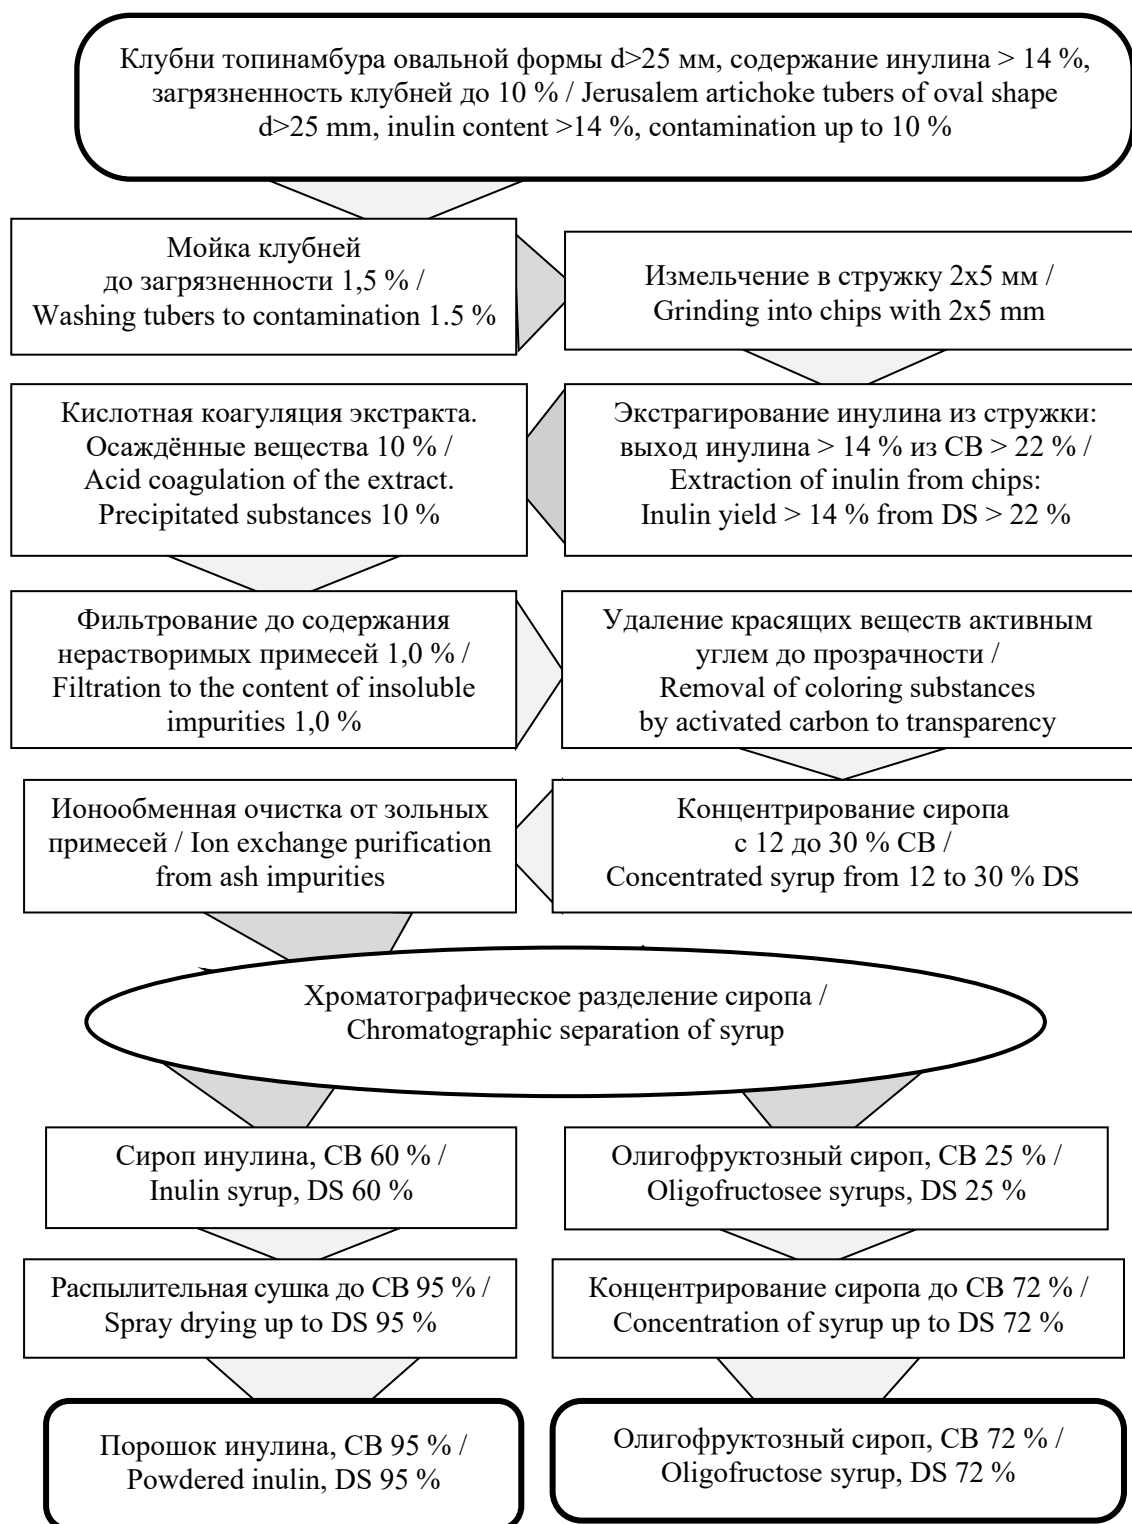 Клубни топинамбура овальной формы d>25 мм, содержание инулина > 14 %,
загрязненность клубней до 10 % / Jerusalem artichoke tubers of oval shape
d>25 mm, inulin content >14 %, contamination up to 10 %
Мойка клубней
до загрязненности 1,5 % /
Washing tubers to contamination 1.5 %
Измельчение в стружку 2х5 мм /
Grinding into chips with 2x5 mm
Экстрагирование инулина из стружки:
выход инулина > 14 % из СВ > 22 % /
Extraction of inulin from chips:
Inulin yield > 14 % from DS > 22 %
Кислотная коагуляция экстракта.
Осаждённые вещества 10 % /
Acid coagulation of the extract.
Precipitated substances 10 %
Фильтрование до содержания
нерастворимых примесей 1,0 % /
Filtration to the content of insoluble
impurities 1,0 %
Удаление красящих веществ активным
углем до прозрачности /
Removal of coloring substances
by activated carbon to transparency
Концентрирование сиропа
с 12 до 30 % СВ /
Concentrated syrup from 12 to 30 % DS
Ионообменная очистка от зольных
примесей / Ion exchange purification
from ash impurities
Хроматографическое разделение сиропа /
Chromatographic separation of syrup
Сироп инулина, СВ 60 % /
Inulin syrup, DS 60 %
Олигофруктозный сироп, СВ 25 % /
Oligofructosee syrups, DS 25 %
Распылительная сушка до СВ 95 % /
Spray drying up to DS 95 %
Концентрирование сиропа до СВ 72 % /
Concentration of syrup up to DS 72 %
Порошок инулина, СВ 95 % /
Powdered inulin, DS 95 %
Олигофруктозный сироп, СВ 72 % /
Oligofructose syrup, DS 72 %